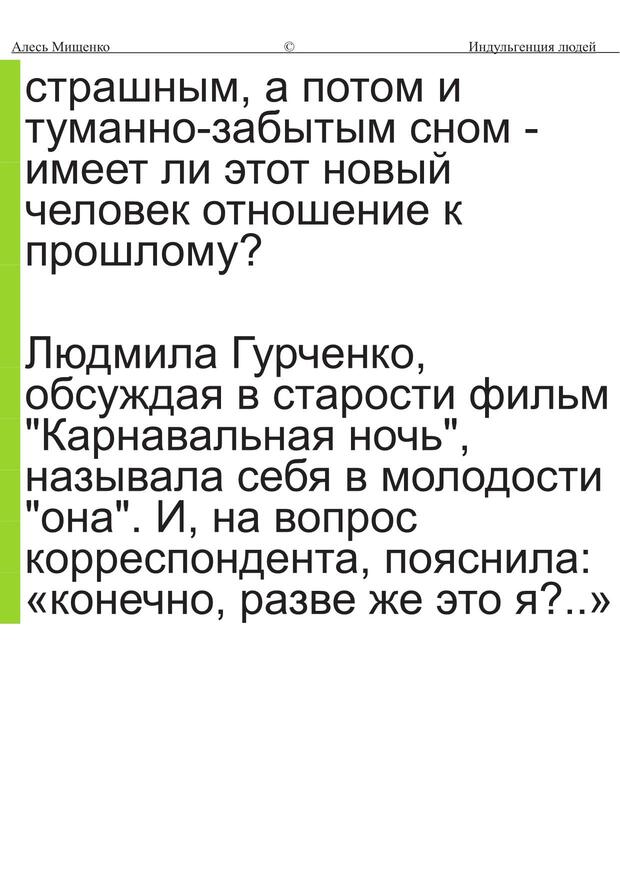 Алесь Мищенко © Индульгенция людей
страшным, а потом и
туманно-забытым сном -
имеет ли этот новый
человек отношение к
прошлому?
Людмила Гурченко,
обсуждая в старости фильм
"Карнавальная ночь",
называла себя в молодости
"она". И, на вопрос
корреспондента, пояснила:
«конечно, разве же это я?..»